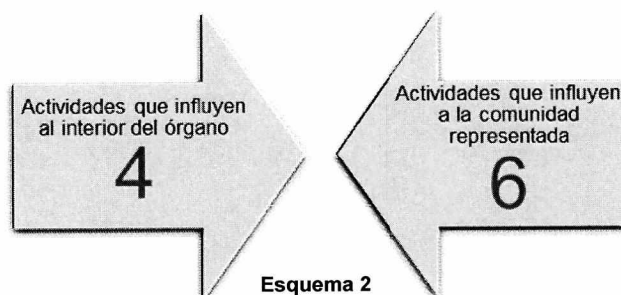 Actividades que influyen
al interior del órgano
4
Actividades que influyen
a la comunidad
representada
6
Esquema 2